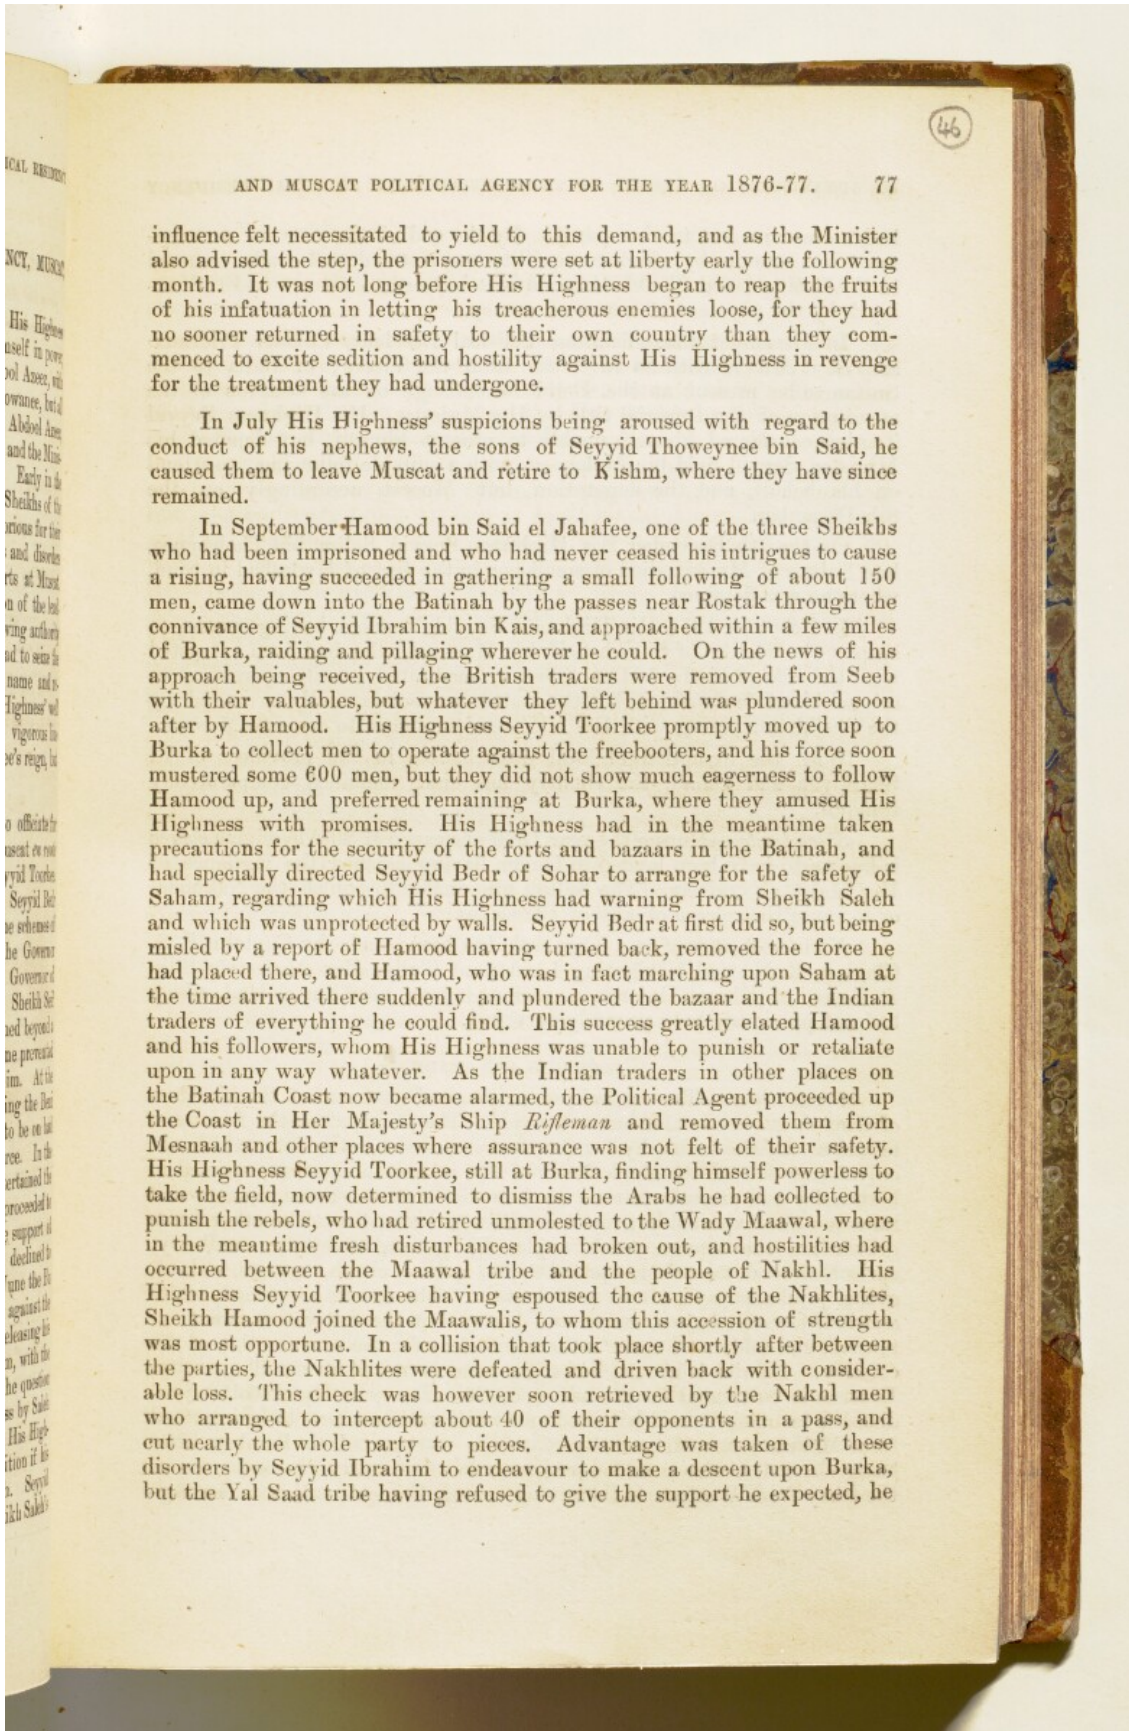 46
AND MUSCAT POLITICAL AGENCY FOR THE YEAR 1876-77. 77
influence felt necessitated to yield to this demand, and as the Minister
also advised the step, the prisoners were set at liberty early the following
month. It was not long before His Highness began to reap the fruits
of his infatuation in letting his treacherous enemies loose, for they had
no sooner returned in safety to their own country than they com-
menced to excite sedition and hostility against His Highness in revenge
for the treatment they had undergone.
In July His Highness' suspicions being aroused with regard to the
conduct of his nephews, the sons of Seyyid Thoweynee bin Said, he
caused them to leave Muscat and retire to Kishm, where they have since
remained.
In September Hamood bin Said el Jahafee, one of the three Sheikhs
who had been imprisoned and who had never ceased his intrigues to cause
a rising, having succeeded in gathering a small following of about 150
men, came down into the Batinah by the passes near Rostak through the
connivance of Seyyid Ibrahim bin Kais, and approached within a few miles
of Burka, raiding and pillaging wherever he could. On the news of his
approach being received, the British traders were removed from Seeb
with their valuables, but whatever they left behind was plundered soon
after by Hamood. His Highness Seyyid Toorkee promptly moved up to
Burka to collect men to operate against the freebooters, and his force soon
mustered some 600 men, but they did not show much eagerness to follow
Hamood up, and preferred remaining at Burka, where they amused His
Highness with promises. His Highness had in the meantime taken
precautions for the security of the forts and bazaars in the Batinah, and
had specially directed Seyyid Bedr of Sohar to arrange for the safety of
Saham, regarding which His Highness had warning from Sheikh Saleh
and which was unprotected by walls. Seyyid Bedr at first did so, but being
misled by a report of Hamood having turned back, removed the force he
had placed there, and Hamood, who was in fact marching upon Saham at
the time arrived there suddenly and plundered the bazaar and the Indian
traders of everything he could find. This success greatly elated Hamood
and his followers, whom His Highness was unable to punish or retaliate
upon in any way whatever. As the Indian traders in other places on
the Batinah Coast now became alarmed, the Political Agent proceeded up
the Coast in Her Majesty's Ship Rifleman and removed them from
Mesnaah and other places where assurance was not felt of their safety.
His Highness Seyyid Toorkee, still at Burka, finding himself powerless to
take the field, now determined to dismiss the Arabs he had collected to
punish the rebels, who had retired unmolested to the Wady Maawal, where
in the meantime fresh disturbances had broken out, and hostilities had
occurred between the Maawal tribe and the people of Nakhl. His
Highness Seyyid Toorkee having espoused the cause of the Nakhlites,
Sheikh Hamood joined the Maawalis, to whom this accession of strength
was most opportune. In a collision that took place shortly after between
the parties, the Nakhlites were defeated and driven back with consider-
able loss. This check was however soon retrieved by the Nakhl men
who arranged to intercept about 40 of their opponents in a pass, and
cut nearly the whole party to pieces. Advantage was taken of these
disorders by Seyyid Ibrahim to endeavour to make a descent upon Burka,
but the Yal Saad tribe having refused to give the support he expected, he